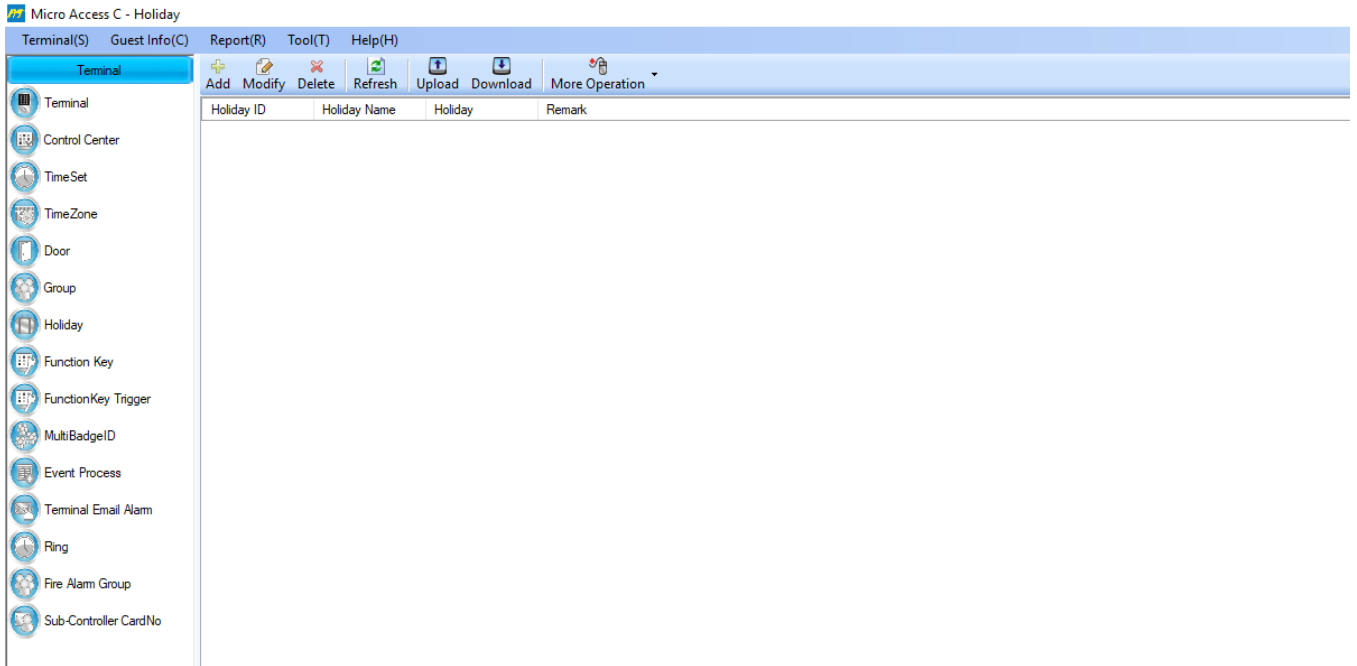 Micro Access C - Holiday
Terminal(S) Guest Info(C) Report(R) Tool(T) Help(H)
Terminal
Add Modify Delete Refresh Upload Download More Operation
Holiday ID Holiday Name Holiday Remark
Terminal
Control Center
TimeSet
TimeZone
Door
Group
Holiday
Function Key
FunctionKey Trigger
MultiBadgeID
Event Process
Terminal Email Alarm
Ring
Fire Alarm Group
Sub-Controller CardNo